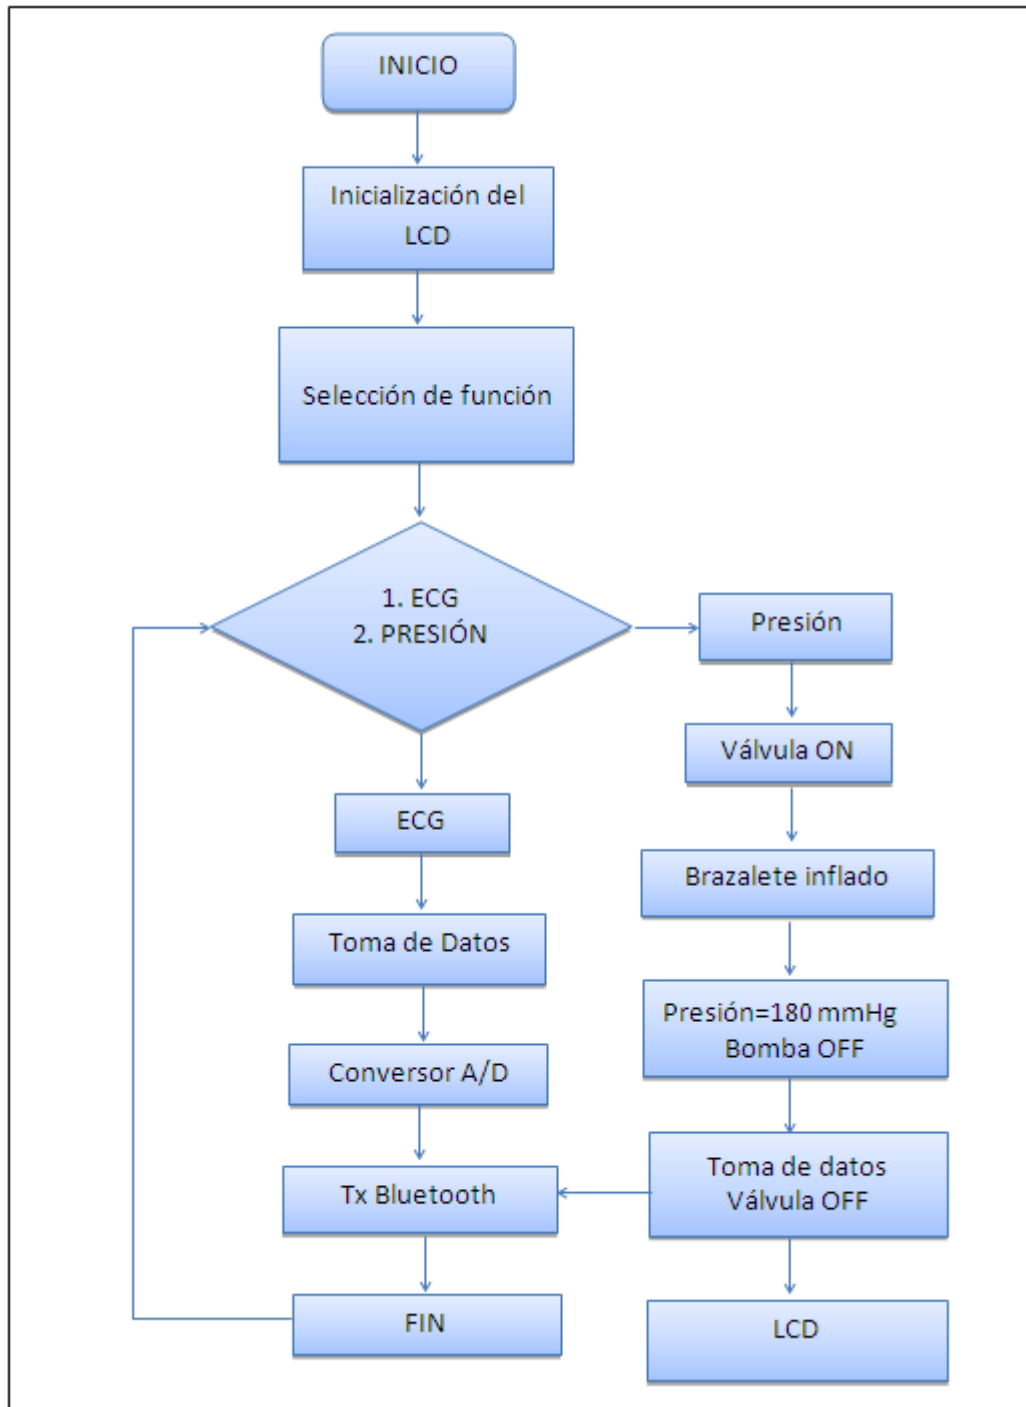 INICIO
Inicialización del
LCD
Selección de función
1. ECG
2. PRESIÓN
Presión
Válvula ON
ECG
Brazalete inflado
Toma de Datos
Presión=180 mmHg
Bomba OFF
Conversor A/D
Toma de datos
Válvula OFF
Tx Bluetooth
FIN
LCD